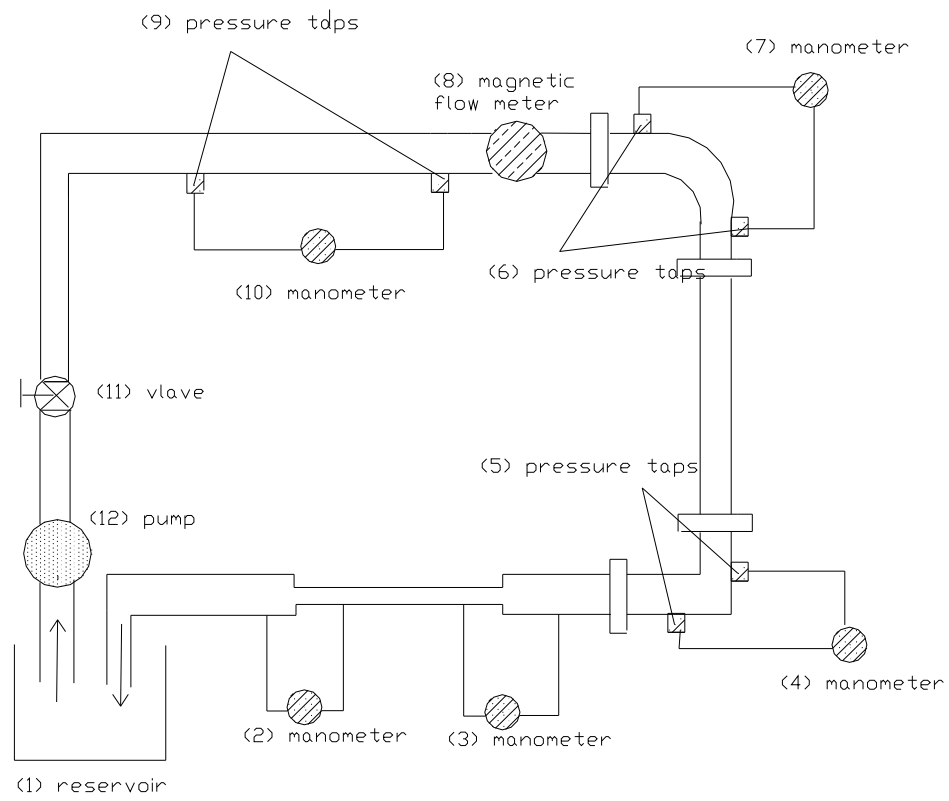 (9) pressure taps
(7) manometer
(8) magnetic
flow meter
(6) pressure taps
(10) manometer
(11) vlave
(5) pressure taps
(12) pump
(4) manometer
(2) manometer
(3) manometer
(1) reservoir